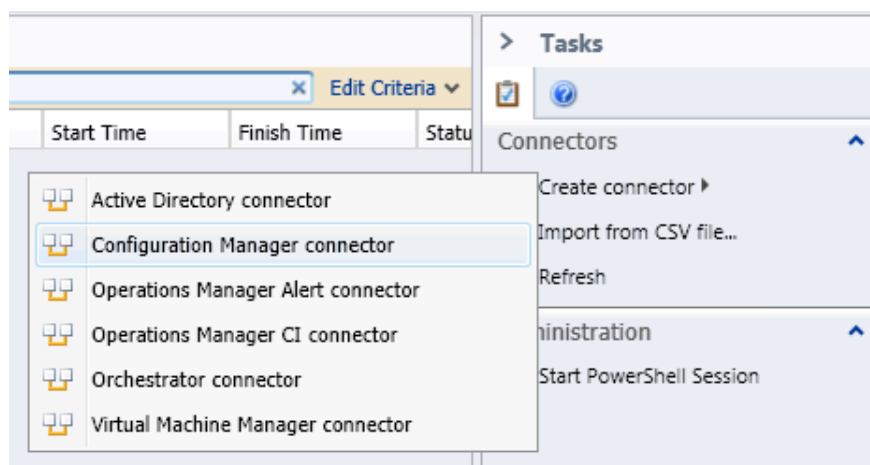 Tasks
Edit Criteria
Start Time Finish Time Statu
Connectors
Create connector
Import from CSV file...
Refresh
Active Directory connector
Configuration Manager connector
Operations Manager Alert connector
Operations Manager CI connector
Orchestrator connector
Virtual Machine Manager connector
ninistration
Start PowerShell Session